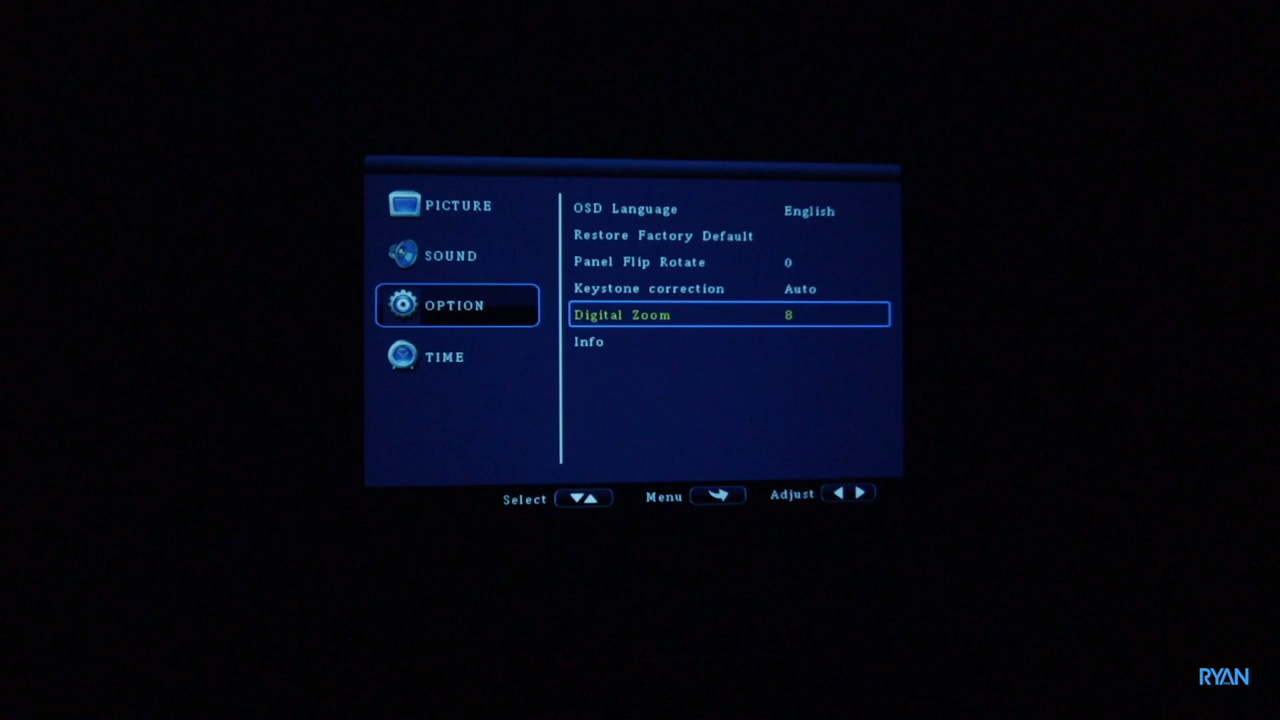 PICTURE
SOUND
OPTION
TIME
OSD Language English
Restore Factory Default
Panel Flip Rotate 0
Keystone correction Auto
Digital Zoom 8
Info
Select Menu Adjust
RYAN